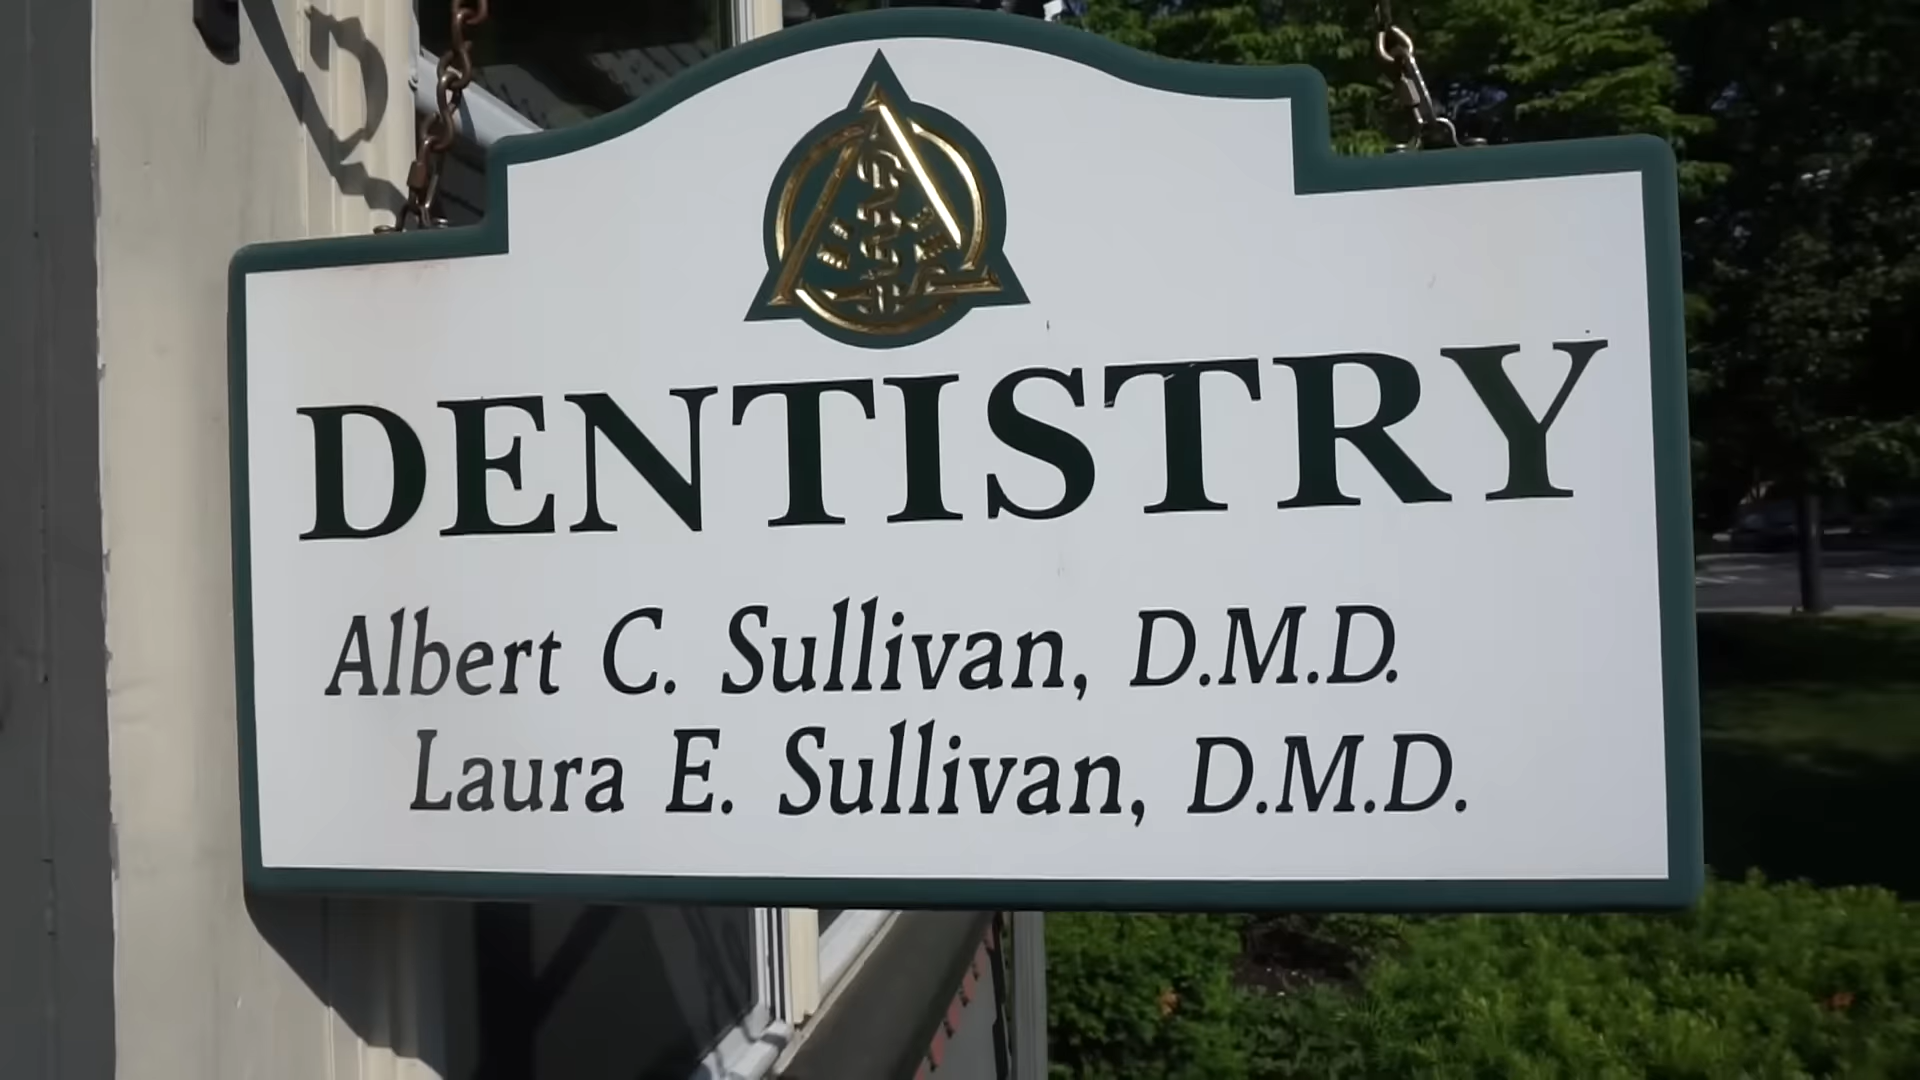 DENTISTRY
Albert C. Sullivan, D.M.D.
Laura E. Sullivan, D.M.D.